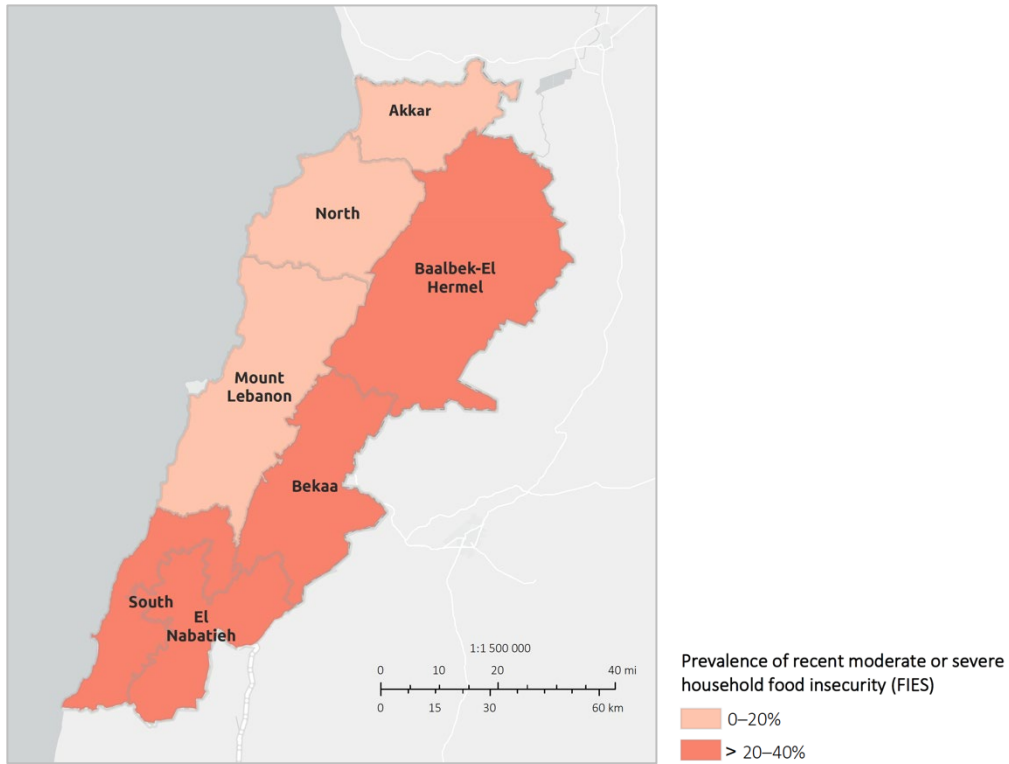 Akkar
North
Baalbek-El
Hermel
Mount
Lebanon
Bekaa
South
El
Nabatieh
1:1 500 000
0 10 20 40 mi
0 15 30 60 km
Prevalence of recent moderate or severe
household food insecurity (FIES)
0–20%
> 20–40%